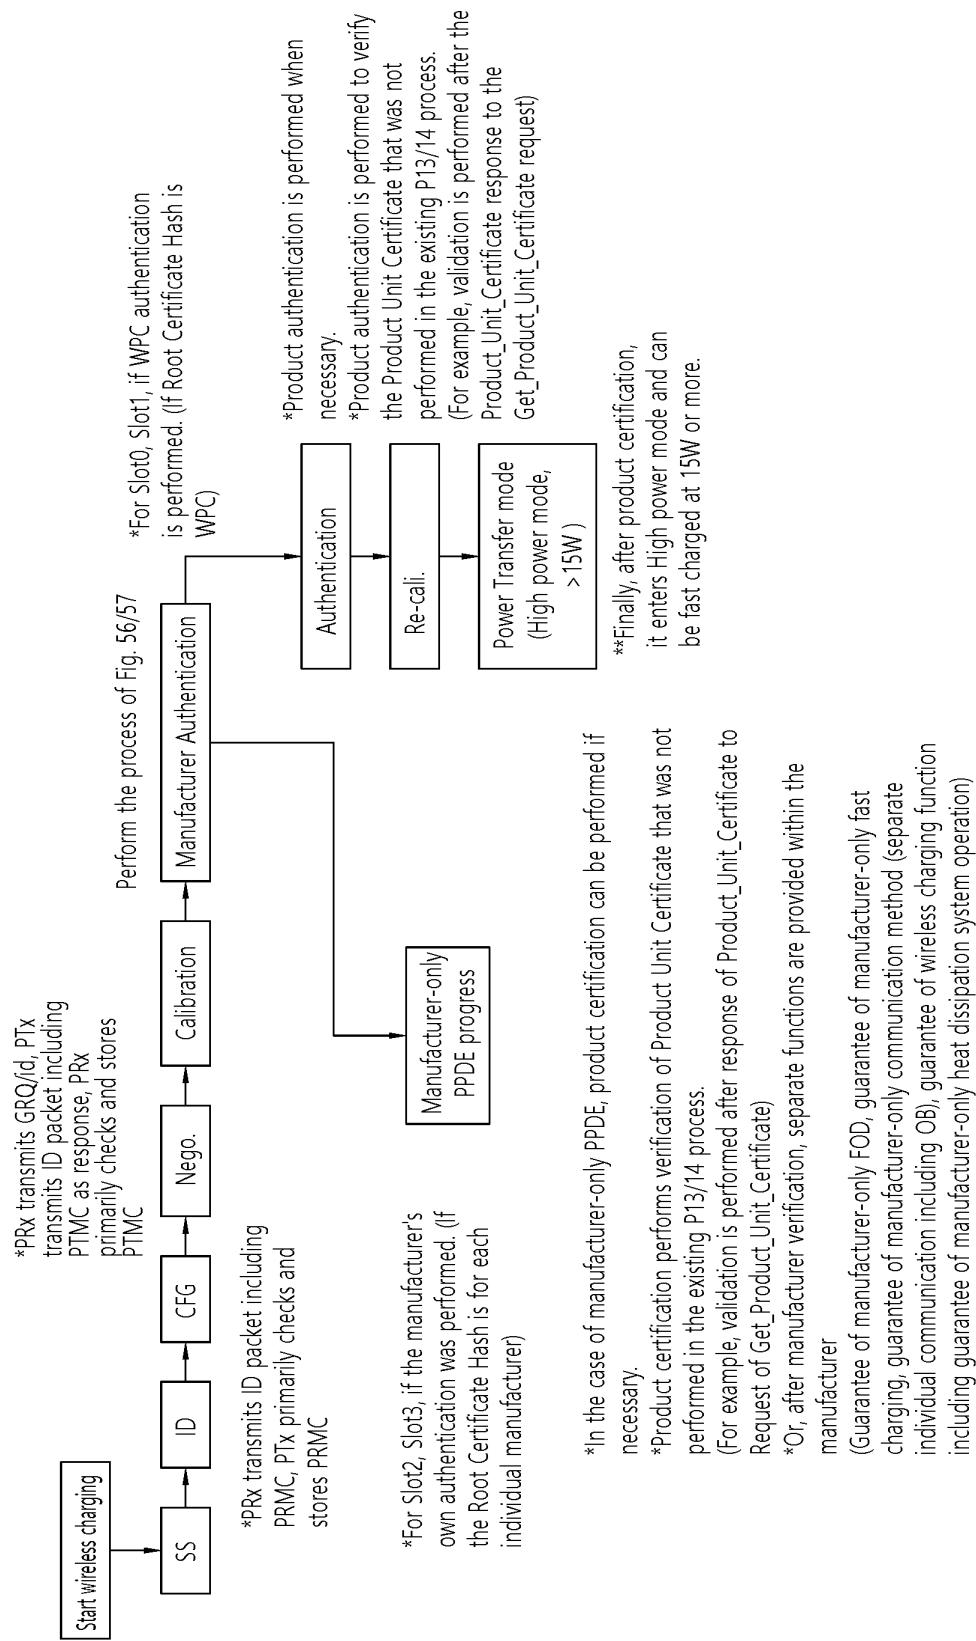 Start wireless charging
SS
ID
CFG
Nego.
Calibration
Manufacturer Authentication
*PRx transmits GRQ/id, PTx
transmits ID packet including
PTMC as response, PRx
primarily checks and stores
PTMC
Perform the process of Fig. 56/57
*For Slot0, Slot1, if WPC authentication
is performed. (If Root Certificate Hash is
WPC)
*PRx transmits ID packet including
PRMC, PTx primarily checks and
stores PRMC
Authentication
Re-cali.
Power Transfer mode
(High power mode,
>15W )
*Product authentication is performed when
necessary.
*Product authentication is performed to verify
the Product Unit Certificate that was not
performed in the existing P13/14 process.
(For example, validation is performed after the
Product_Unit_Certificate response to the
Get_Product_Unit_Certificate request)
**Finally, after product certification,
it enters High power mode and can
be fast charged at 15W or more.
*For Slot2, Slot3, if the manufacturer's
own authentication was performed. (If
the Root Certificate Hash is for each
individual manufacturer)
Manufacturer-only
PPDE progress
*In the case of manufacturer-only PPDE, product certification can be performed if
necessary.
*Product certification performs verification of Product Unit Certificate that was not
performed in the existing P13/14 process.
(For example, validation is performed after response of Product_Unit_Certificate to
Request of Get_Product_Unit_Certificate)
*Or, after manufacturer verification, separate functions are provided within the
manufacturer
(Guarantee of manufacturer-only FOD, guarantee of manufacturer-only fast
charging, guarantee of manufacturer-only communication method (separate
individual communication including OB), guarantee of wireless charging function
including guarantee of manufacturer-only heat dissipation system operation)